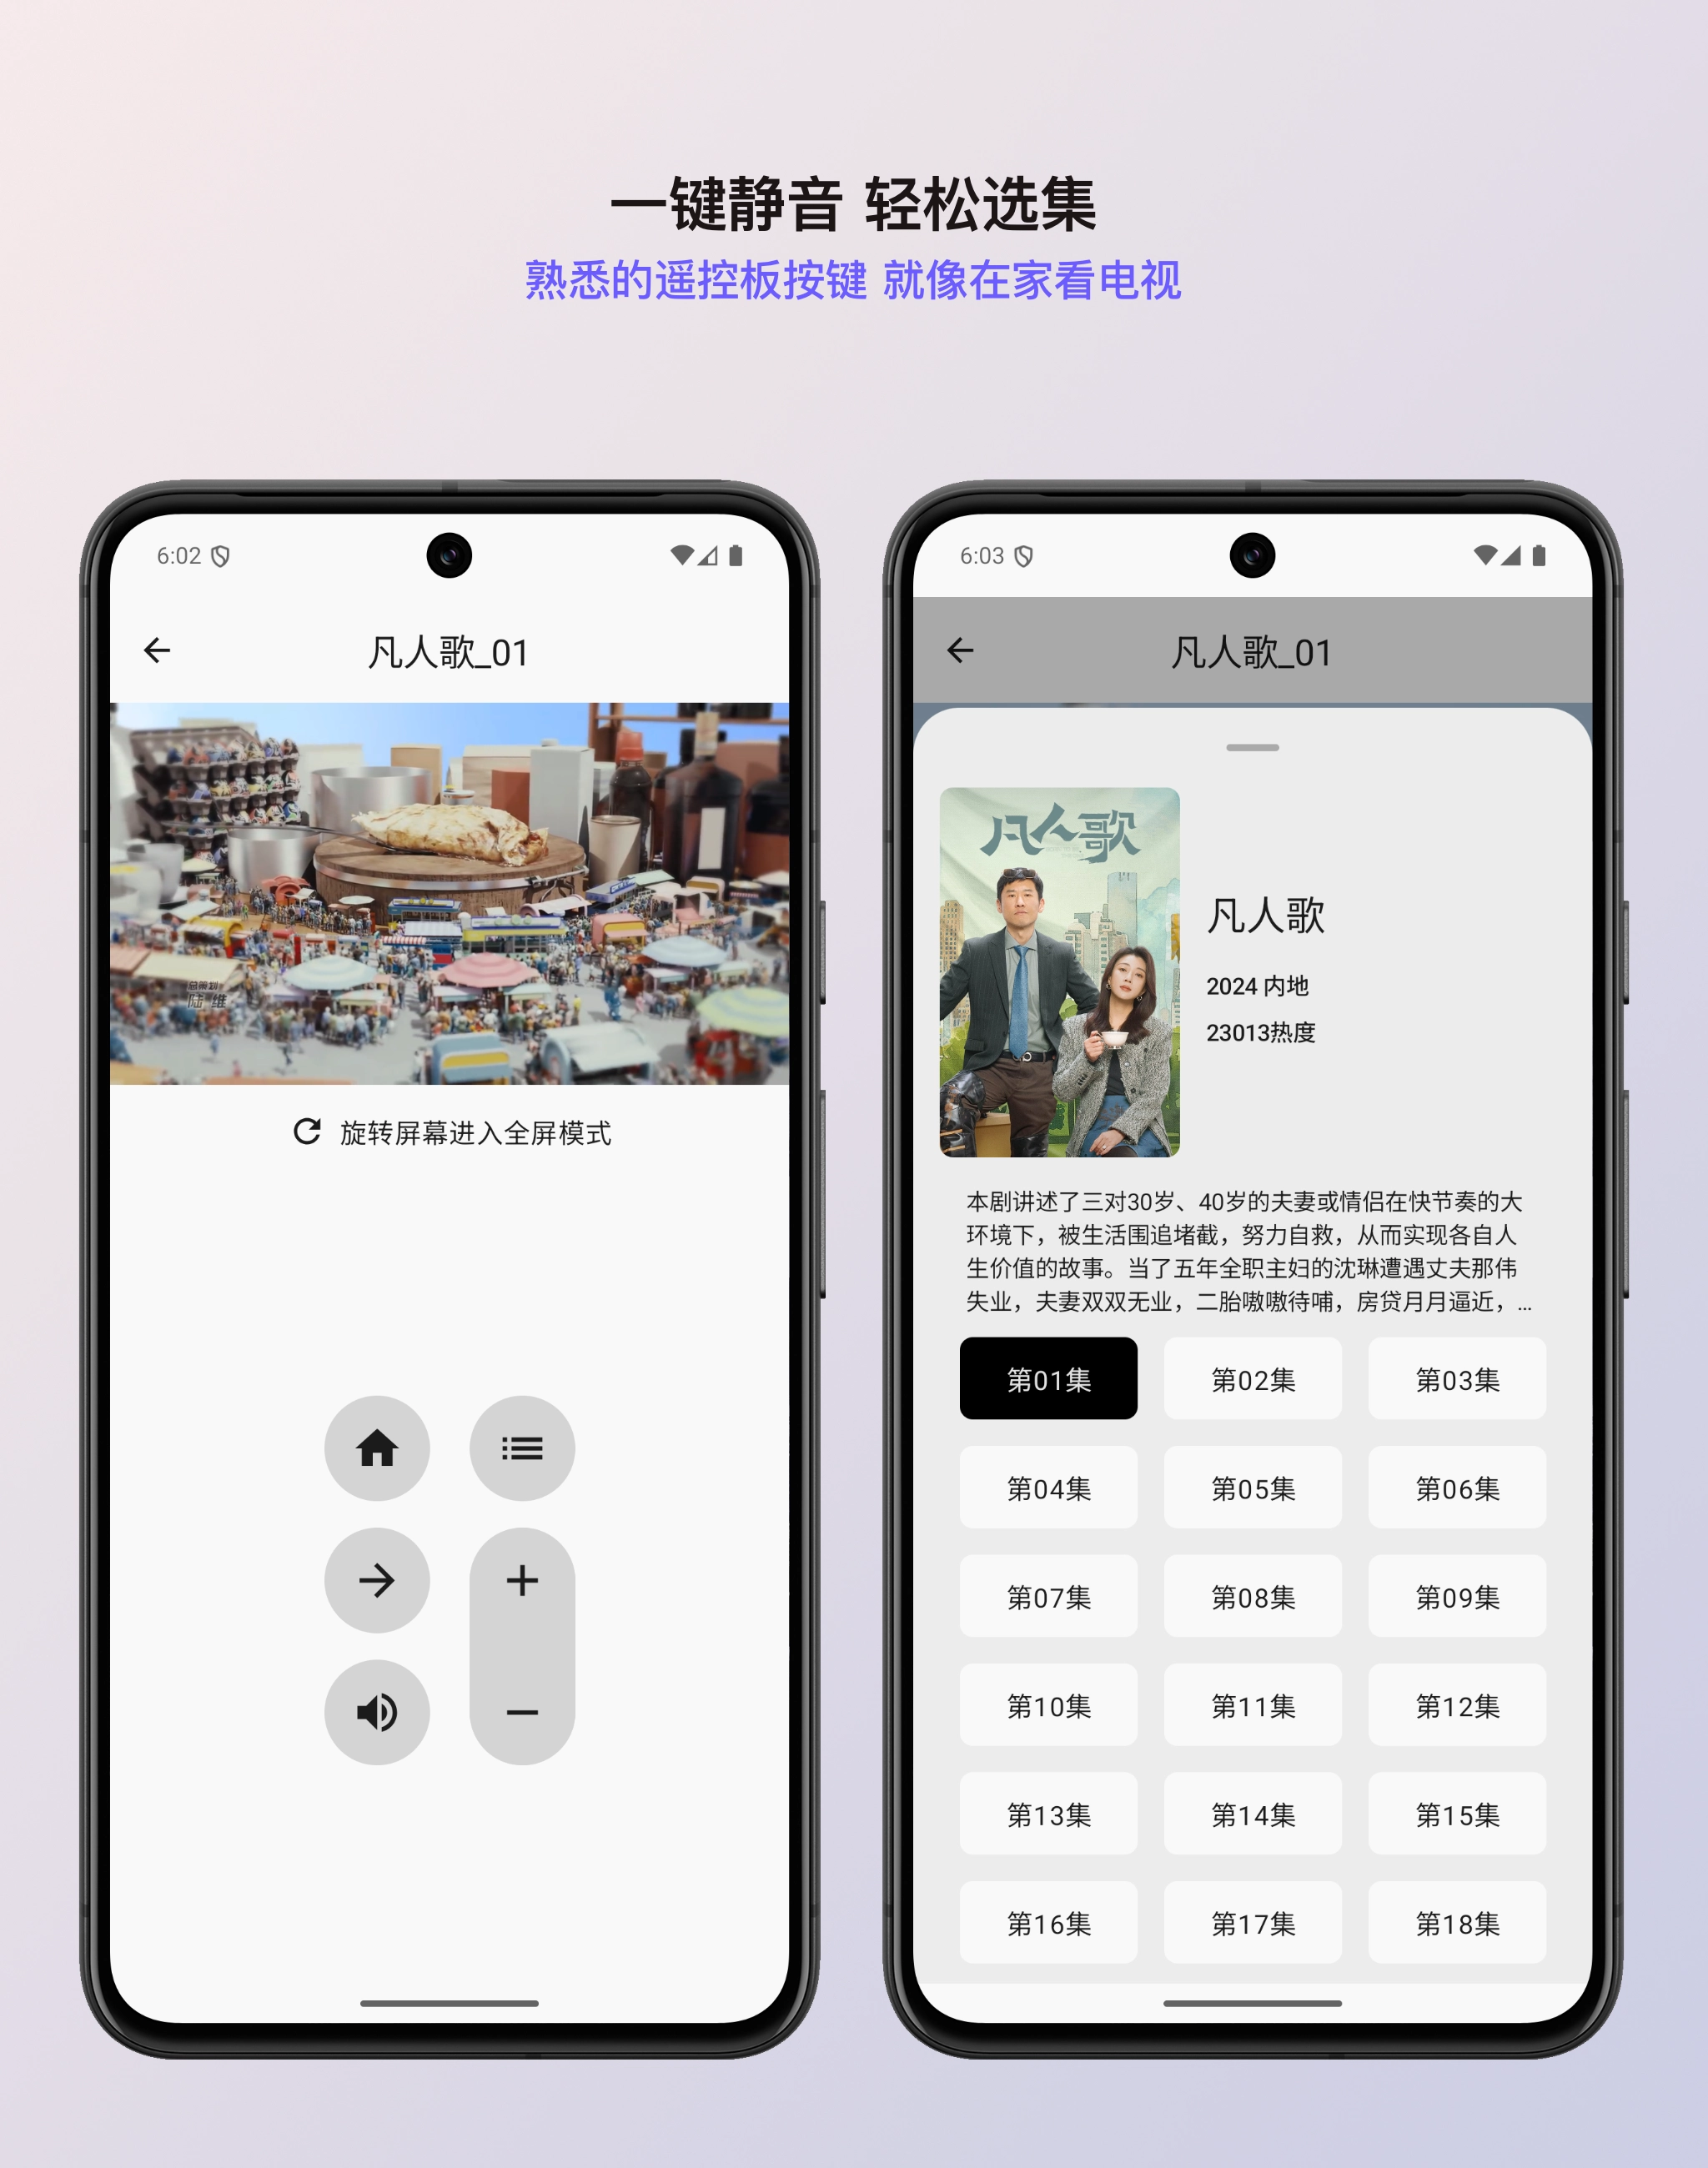 一键静音 轻松选集
熟悉的遥控板按键 就像在家看电视
6:02
凡人歌_01
总策划
陆 维
旋转屏幕进入全屏模式
6:03
凡人歌_01
凡人歌
凡人歌
2024 内地
23013热度
本剧讲述了三对30岁、40岁的夫妻或情侣在快节奏的大
环境下，被生活围追堵截，努力自救，从而实现各自人
生价值的故事。当了五年全职主妇的沈琳遭遇丈夫那伟
失业，夫妻双双无业，二胎嗷嗷待哺，房贷月月逼近，...
第01集 第02集 第03集
第04集 第05集 第06集
第07集 第08集 第09集
第10集 第11集 第12集
第13集 第14集 第15集
第16集 第17集 第18集